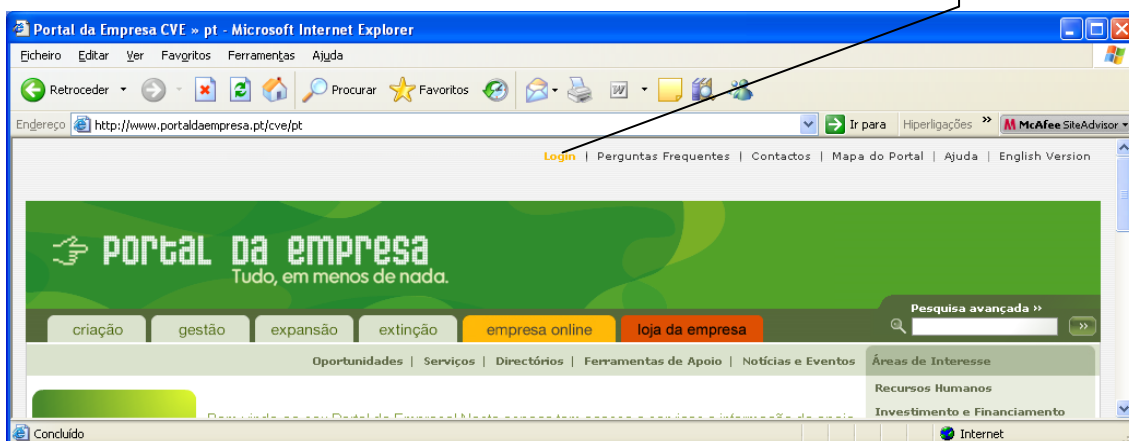 Portal da Empresa CVE » pt - Microsoft Internet Explorer
Ficheiro Editar Ver Favoritos Ferramentas Ajuda
Retroceder Procurar Favoritos
Endereço http://www.portaldaempresa.pt/cve/pt Ir para Hiperligações » McAfee SiteAdvisor
Login | Perguntas Frequentes | Contactos | Mapa do Portal | Ajuda | English Version
Portal da empresa
Tudo, em menos de nada.
Pesquisa avançada »
criação gestão expansão extinção empresa online loja da empresa »
Oportunidades | Serviços | Directórios | Ferramentas de Apoio | Notícias e Eventos Áreas de Interesse
Recursos Humanos
Investimento e Financiamento
Concluído Internet